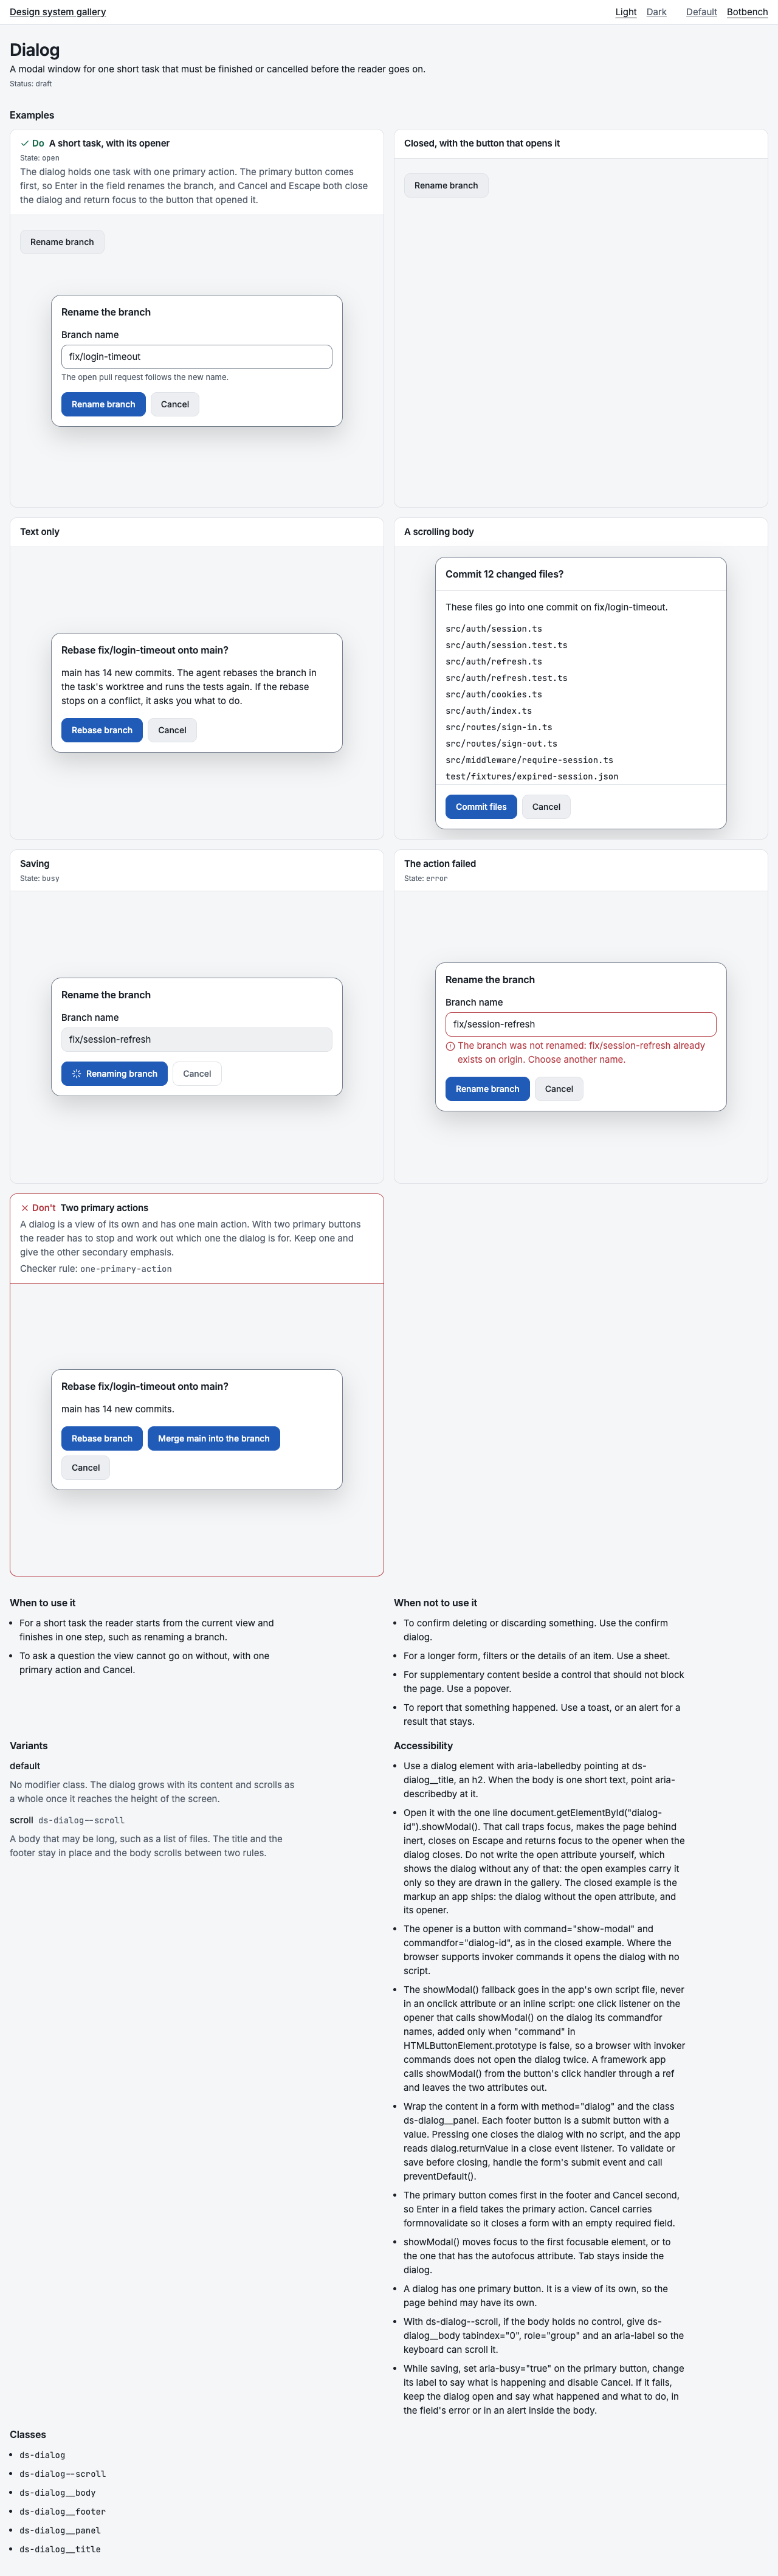 Design system gallery
Light Dark Default Botbench
Dialog
A modal window for one short task that must be finished or cancelled before the reader goes on.
Status: draft
Examples
Do A short task, with its opener
State: open
The dialog holds one task with one primary action. The primary button comes
first, so Enter in the field renames the branch, and Cancel and Escape both close
the dialog and return focus to the button that opened it.
Rename branch
Rename the branch
Branch name
fix/login-timeout
The open pull request follows the new name.
Rename branch Cancel
Closed, with the button that opens it
Rename branch
Text only
Rebase fix/login-timeout onto main?
main has 14 new commits. The agent rebases the branch in
the task's worktree and runs the tests again. If the rebase
stops on a conflict, it asks you what to do.
Rebase branch Cancel
A scrolling body
Commit 12 changed files?
These files go into one commit on fix/login-timeout.
src/auth/session.ts
src/auth/session.test.ts
src/auth/refresh.ts
src/auth/refresh.test.ts
src/auth/cookies.ts
src/auth/index.ts
src/routes/sign-in.ts
src/routes/sign-out.ts
src/middleware/require-session.ts
test/fixtures/expired-session.json
Commit files Cancel
Saving
State: busy
Rename the branch
Branch name
fix/session-refresh
Renaming branch Cancel
The action failed
State: error
Rename the branch
Branch name
fix/session-refresh
The branch was not renamed: fix/session-refresh already
exists on origin. Choose another name.
Rename branch Cancel
Don't Two primary actions
A dialog is a view of its own and has one main action. With two primary buttons
the reader has to stop and work out which one the dialog is for. Keep one and
give the other secondary emphasis.
Checker rule: one-primary-action
Rebase fix/login-timeout onto main?
main has 14 new commits.
Rebase branch Merge main into the branch
Cancel
When to use it
• For a short task the reader starts from the current view and
finishes in one step, such as renaming a branch.
• To ask a question the view cannot go on without, with one
primary action and Cancel.
When not to use it
• To confirm deleting or discarding something. Use the confirm
dialog.
• For a longer form, filters or the details of an item. Use a sheet.
• For supplementary content beside a control that should not block
the page. Use a popover.
• To report that something happened. Use a toast, or an alert for a
result that stays.
Variants
default
No modifier class. The dialog grows with its content and scrolls as
a whole once it reaches the height of the screen.
scroll ds-dialog--scroll
A body that may be long, such as a list of files. The title and the
footer stay in place and the body scrolls between two rules.
Accessibility
• Use a dialog element with aria-labelledby pointing at ds-
dialog__title, an h2. When the body is one short text, point aria-
describedby at it.
• Open it with the one line document.getElementById("dialog-
id").showModal(). That call traps focus, makes the page behind
inert, closes on Escape and returns focus to the opener when the
dialog closes. Do not write the open attribute yourself, which
shows the dialog without any of that: the open examples carry it
only so they are drawn in the gallery. The closed example is the
markup an app ships: the dialog without the open attribute, and
its opener.
• The opener is a button with command="show-modal" and
commandfor="dialog-id", as in the closed example. Where the
browser supports invoker commands it opens the dialog with no
script.
• The showModal() fallback goes in the app's own script file, never
in an onclick attribute or an inline script: one click listener on the
opener that calls showModal() on the dialog its commandfor
names, added only when "command" in
HTMLButtonElement.prototype is false, so a browser with invoker
commands does not open the dialog twice. A framework app
calls showModal() from the button's click handler through a ref
and leaves the two attributes out.
• Wrap the content in a form with method="dialog" and the class
ds-dialog__panel. Each footer button is a submit button with a
value. Pressing one closes the dialog with no script, and the app
reads dialog.returnValue in a close event listener. To validate or
save before closing, handle the form's submit event and call
preventDefault().
• The primary button comes first in the footer and Cancel second,
so Enter in a field takes the primary action. Cancel carries
formnovalidate so it closes a form with an empty required field.
• showModal() moves focus to the first focusable element, or to
the one that has the autofocus attribute. Tab stays inside the
dialog.
• A dialog has one primary button. It is a view of its own, so the
page behind may have its own.
• With ds-dialog--scroll, if the body holds no control, give ds-
dialog__body tabindex="0", role="group" and an aria-label so the
keyboard can scroll it.
• While saving, set aria-busy="true" on the primary button, change
its label to say what is happening and disable Cancel. If it fails,
keep the dialog open and say what happened and what to do, in
the field's error or in an alert inside the body.
Classes
• ds-dialog
• ds-dialog--scroll
• ds-dialog__body
• ds-dialog__footer
• ds-dialog__panel
• ds-dialog__title